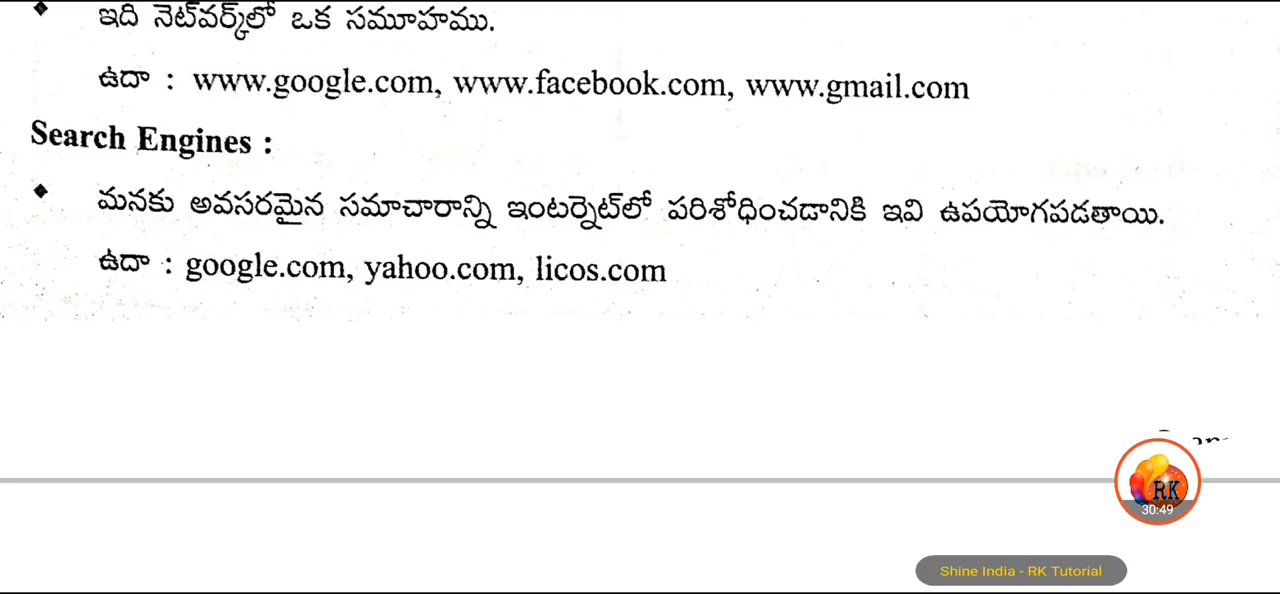 ❖ ఇది నెట్‌వర్క్‌లో ఒక సమూహము.
ఉదా : www.google.com, www.facebook.com, www.gmail.com
Search Engines :
❖ మనకు అవసరమైన సమాచారాన్ని ఇంటర్నెట్‌లో పరిశోధించడానికి ఇవి ఉపయోగపడతాయి.
ఉదా : google.com, yahoo.com, licos.com
RK
30:49
Shine India - RK Tutorial